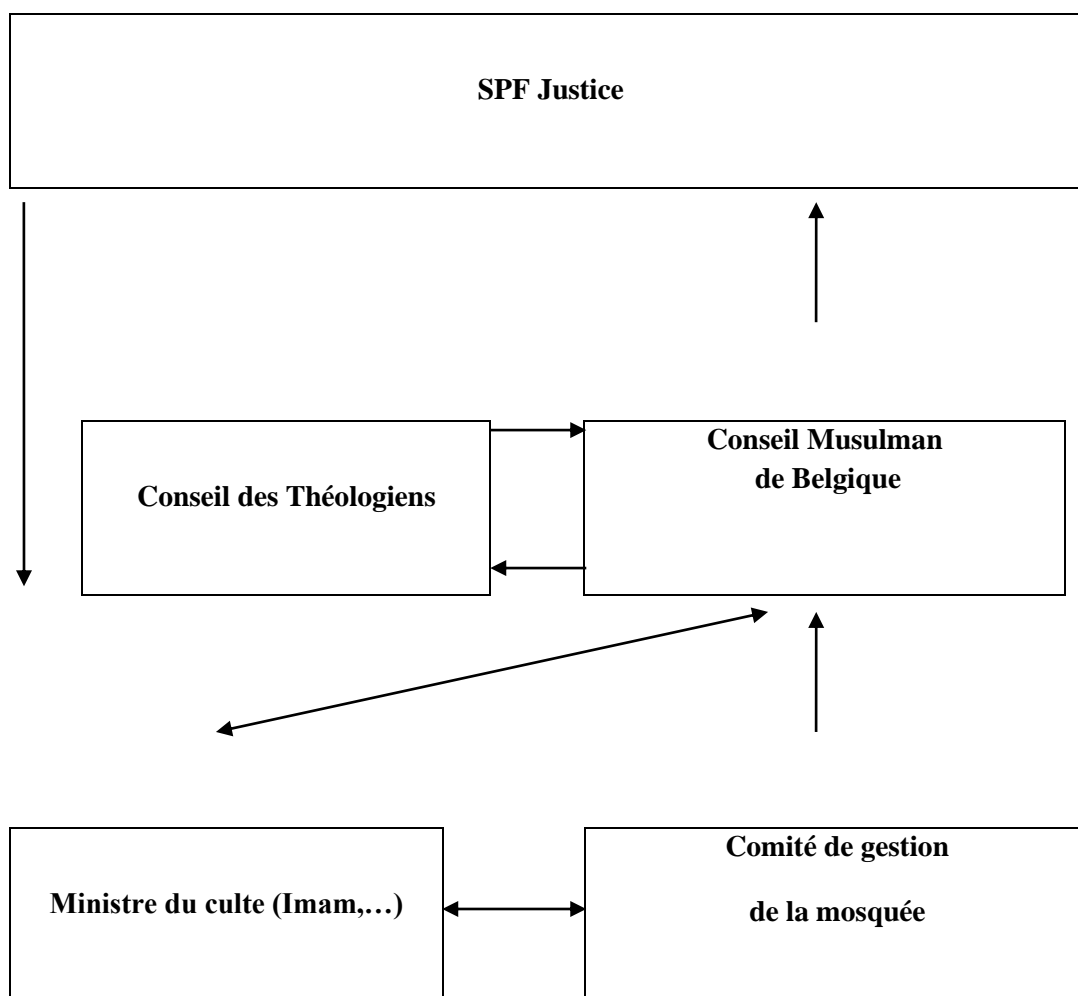 SPF Justice
Conseil des Théologiens
Conseil Musulman
de Belgique
Ministre du culte (Imam,…)
Comité de gestion
de la mosquée